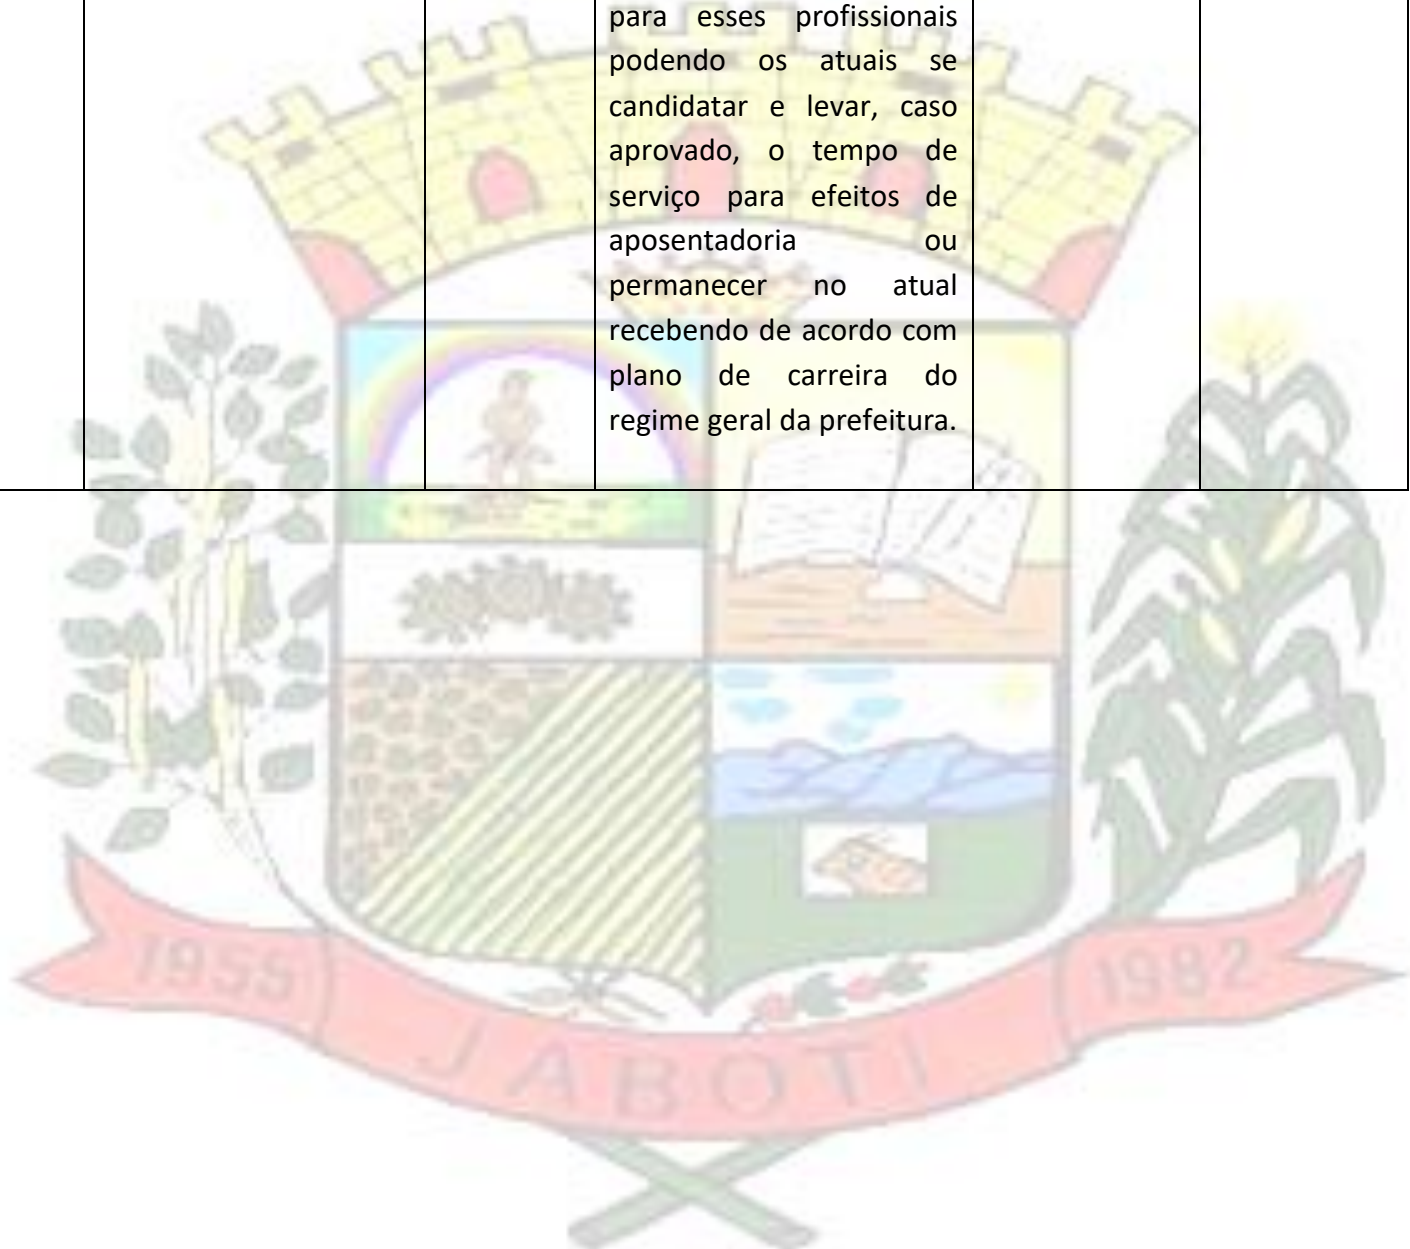 para esses profissionais
podendo os atuais se
candidatar e levar, caso
aprovado, o tempo de
serviço para efeitos de
aposentadoria ou
permanecer no atual
recebendo de acordo com
plano de carreira do
regime geral da prefeitura.
1955
1982
JABOTI